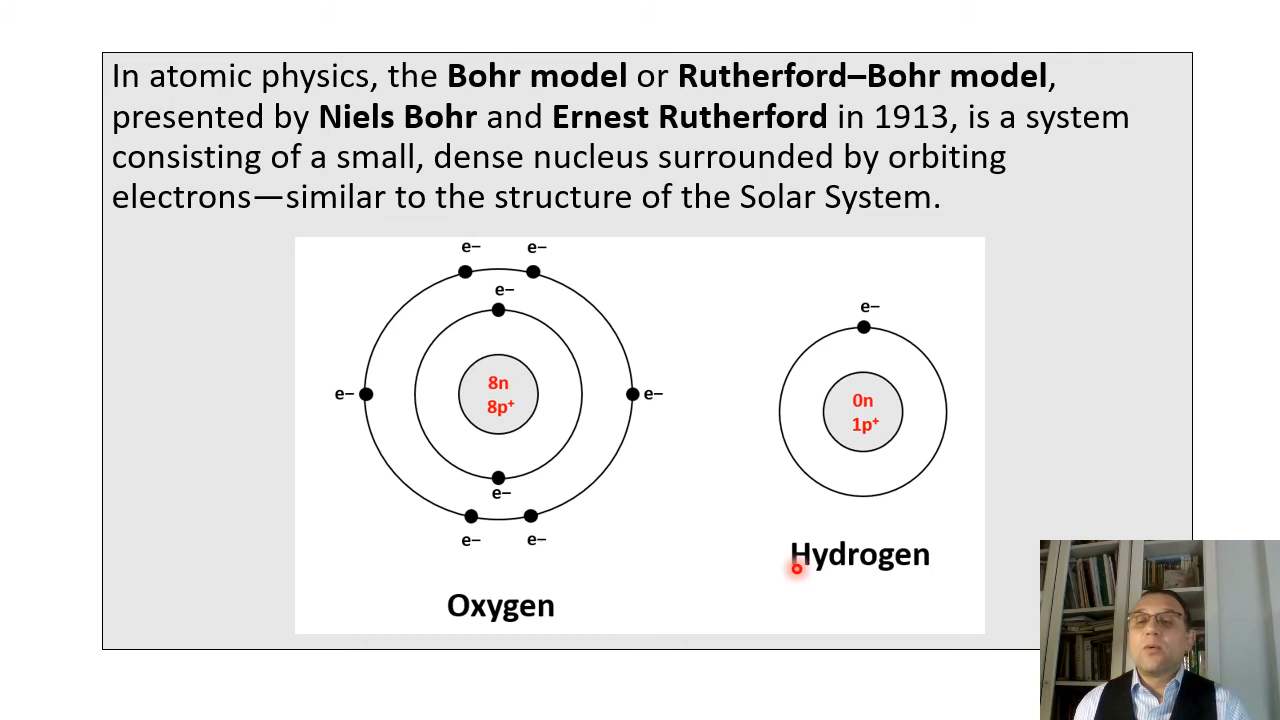 In atomic physics, the Bohr model or Rutherford–Bohr model,
presented by Niels Bohr and Ernest Rutherford in 1913, is a system
consisting of a small, dense nucleus surrounded by orbiting
electrons—similar to the structure of the Solar System.
e– e–
e–
e–
8n
8p⁺
e–
e–
e– e–
Oxygen
e–
0n
1p⁺
Hydrogen